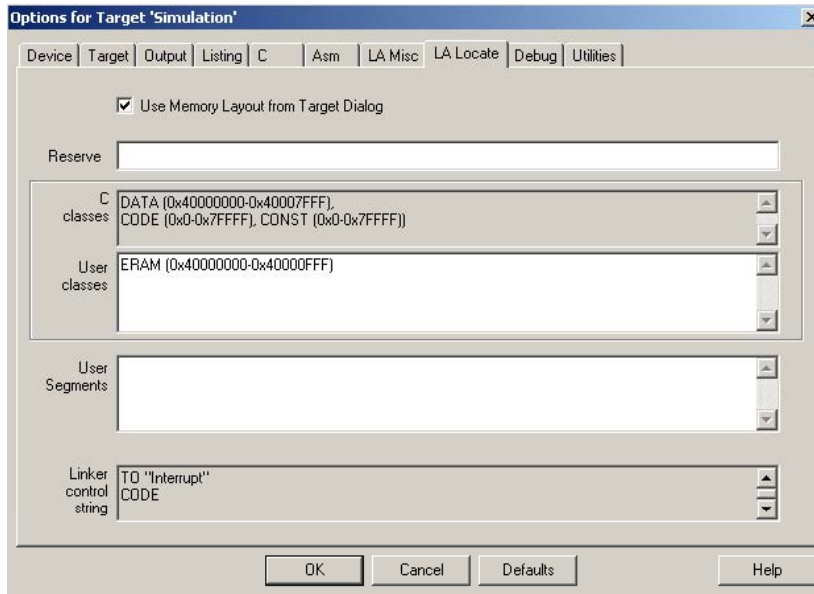 Options for Target 'Simulation'
Device Target Output Listing C Asm LA Misc LA Locate Debug Utilities
Use Memory Layout from Target Dialog
Reserve
C classes
DATA (0x40000000-0x40007FFF),
CODE (0x0-0x7FFFF), CONST (0x0-0x7FFFF))
User classes
ERAM (0x40000000-0x40000FFF)
User Segments
Linker control string
TO "Interrupt"
CODE
OK Cancel Defaults Help